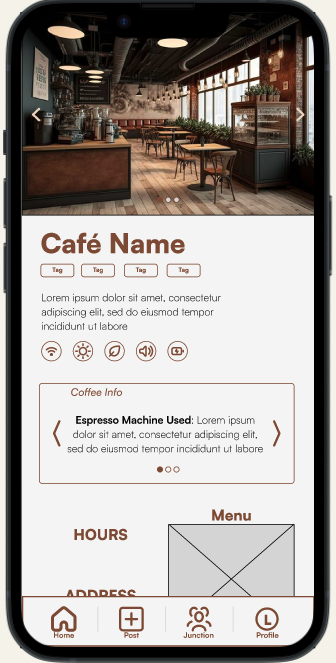 Café Name
Tag Tag Tag Tag
Lorem ipsum dolor sit amet, consectetur
adipiscing elit, sed do eiusmod tempor
incididunt ut labore
Coffee Info
Espresso Machine Used: Lorem ipsum
dolor sit amet, consectetur adipiscing elit,
sed do eiusmod tempor incididunt ut labore
Menu
HOURS
ADDRESS
Home Post Junction Profile